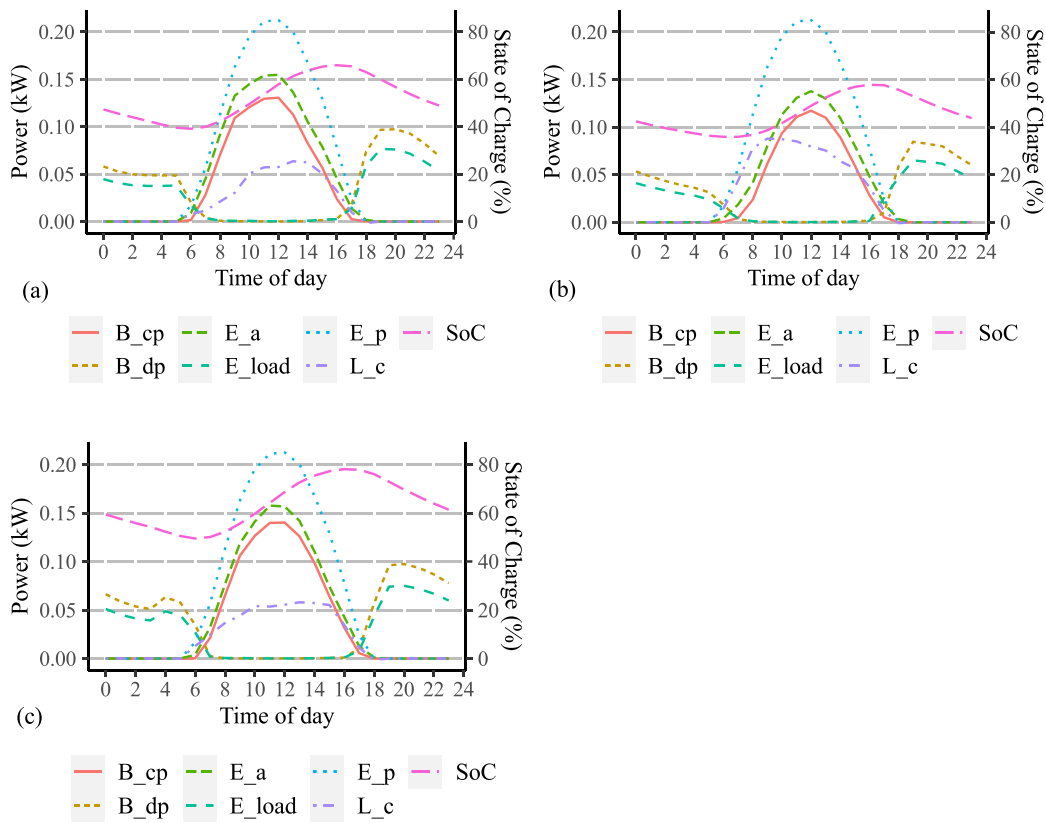 0.20
0.15
0.10
0.05
0.00
Power (kW)
80
60
40
20
0
State of Charge (%)
0 2 4 6 8 10 12 14 16 18 20 22 24
Time of day
(a)
B_cp E_a E_p SoC
B_dp E_load L_c
0.20
0.15
0.10
0.05
0.00
Power (kW)
80
60
40
20
0
State of Charge (%)
0 2 4 6 8 10 12 14 16 18 20 22 24
Time of day
(b)
B_cp E_a E_p SoC
B_dp E_load L_c
0.20
0.15
0.10
0.05
0.00
Power (kW)
80
60
40
20
0
State of Charge (%)
0 2 4 6 8 10 12 14 16 18 20 22 24
Time of day
(c)
B_cp E_a E_p SoC
B_dp E_load L_c